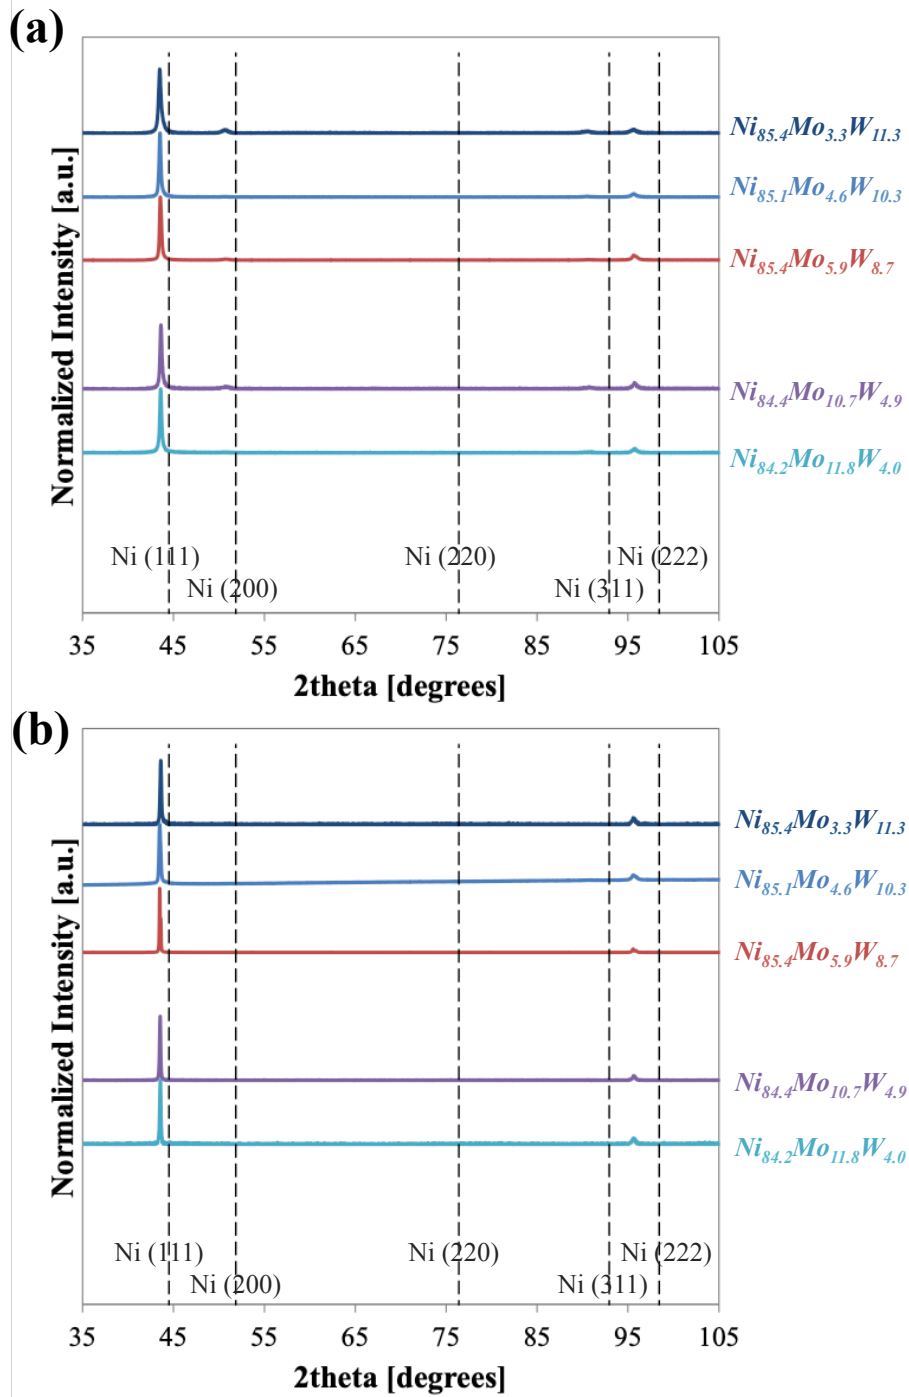 (a)
Normalized Intensity [a.u.]
Ni85.4Mo3.3W11.3
Ni85.1Mo4.6W10.3
Ni85.4Mo5.9W8.7
Ni84.4Mo10.7W4.9
Ni84.2Mo11.8W4.0
Ni (111) Ni (220) Ni (222)
Ni (200) Ni (311)
35 45 55 65 75 85 95 105
2theta [degrees]
(b)
Normalized Intensity [a.u.]
Ni85.4Mo3.3W11.3
Ni85.1Mo4.6W10.3
Ni85.4Mo5.9W8.7
Ni84.4Mo10.7W4.9
Ni84.2Mo11.8W4.0
Ni (111) Ni (220) Ni (222)
Ni (200) Ni (311)
35 45 55 65 75 85 95 105
2theta [degrees]